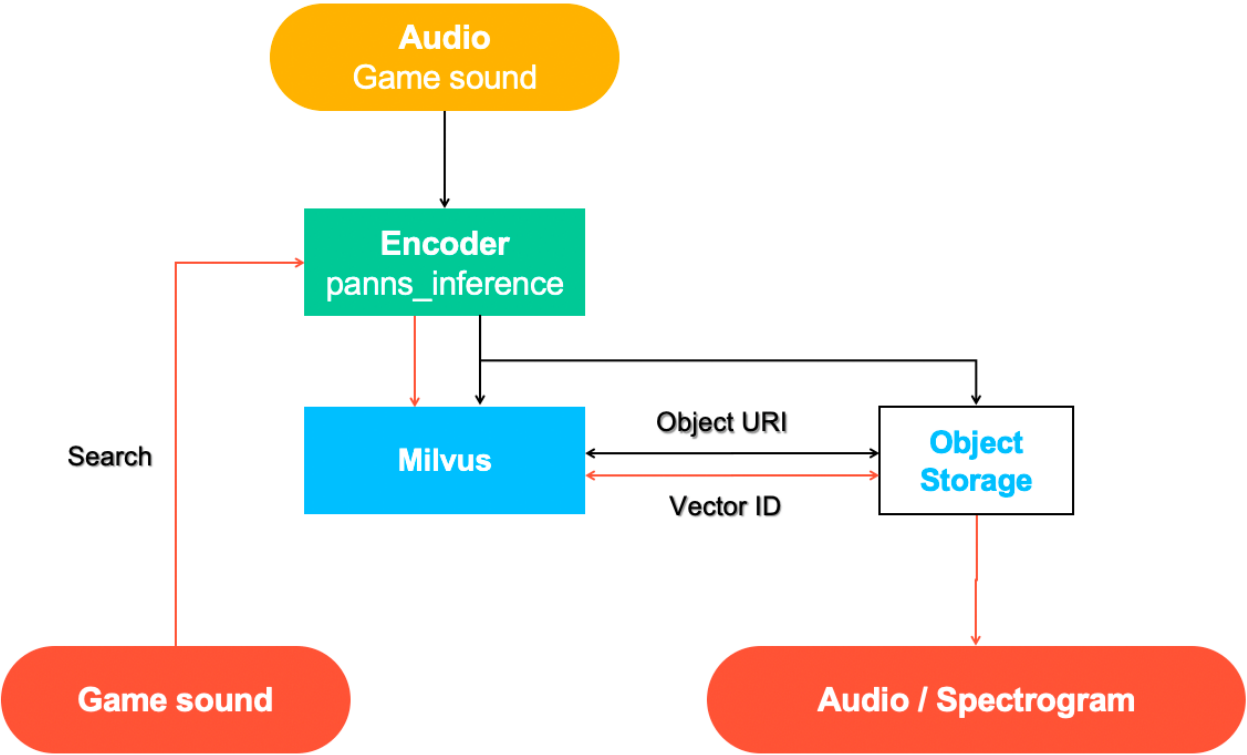 Audio
Game sound
Encoder
panns_inference
Object URI
Milvus
Object
Storage
Search
Vector ID
Game sound
Audio / Spectrogram